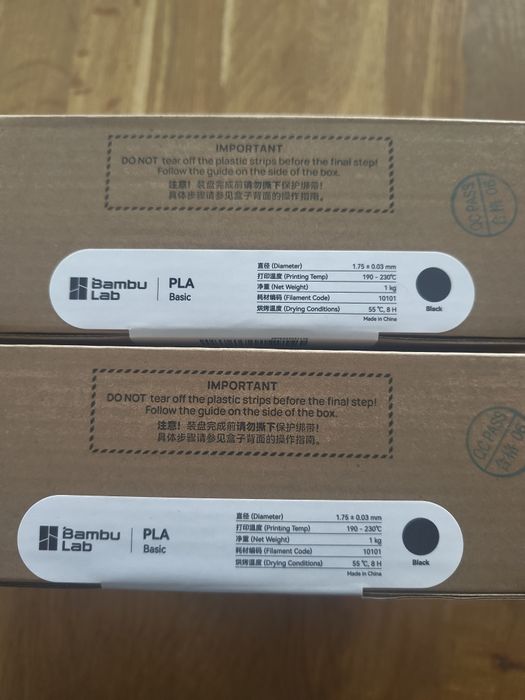 IMPORTANT
DO NOT tear off the plastic strips before the final step!
Follow the guide on the side of the box.
注意! 装盘完成前请勿撕下保护绑带!
具体步骤请参见盒子背面的操作指南。
QC PASS
合格 06
Bambu
Lab
PLA
Basic
直径 (Diameter) 1.75 ± 0.03 mm
打印温度 (Printing Temp) 190 - 230℃
净重 (Net Weight) 1 kg
耗材编码 (Filament Code) 10101
烘烤温度 (Drying Conditions) 55 ℃, 8 H
Made in China
Black
IMPORTANT
DO NOT tear off the plastic strips before the final step!
Follow the guide on the side of the box.
注意! 装盘完成前请勿撕下保护绑带!
具体步骤请参见盒子背面的操作指南。
QC PASS
合格
Bambu
Lab
PLA
Basic
直径 (Diameter) 1.75 ± 0.03 mm
打印温度 (Printing Temp) 190 - 230℃
净重 (Net Weight) 1 kg
耗材编码 (Filament Code) 10101
烘烤温度 (Drying Conditions) 55 ℃, 8 H
Made in China
Black